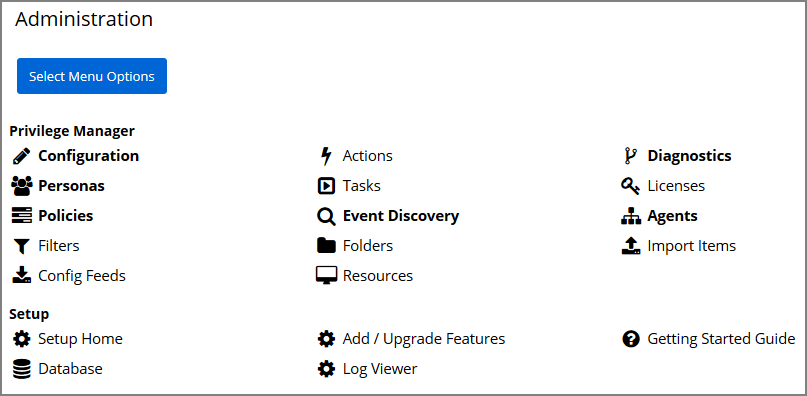 Administration
Select Menu Options
Privilege Manager
Configuration Actions Diagnostics
Personas Tasks Licenses
Policies Event Discovery Agents
Filters Folders Import Items
Config Feeds Resources
Setup
Setup Home Add / Upgrade Features Getting Started Guide
Database Log Viewer